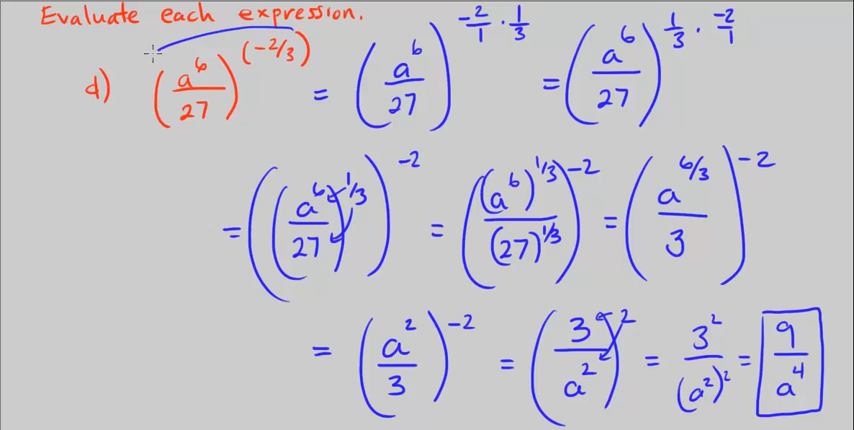 Evaluate each expression.
d) (a^6/27)^(-2/3) = (a^6/27)^(-2/1 · 1/3) = (a^6/27)^(1/3 · -2/1)
= ((a^6/27)^1/3)^-2 = ((a^6)^1/3/(27)^1/3)^-2 = (a^6/3/3)^-2
= (a^2/3)^-2 = (3/a^2)^2 = 3^2/(a^2)^2 = 9/a^4